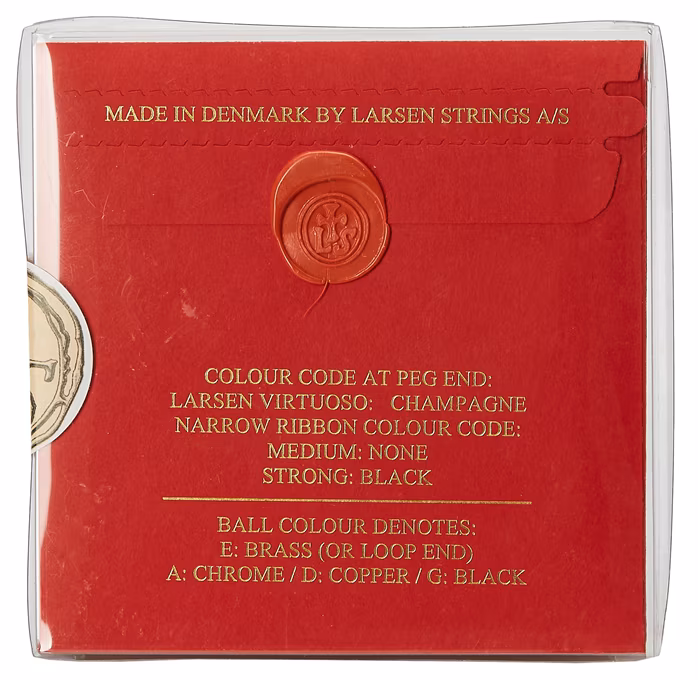 MADE IN DENMARK BY LARSEN STRINGS A/S
L&S
COLOUR CODE AT PEG END:
LARSEN VIRTUOSO: CHAMPAGNE
NARROW RIBBON COLOUR CODE:
MEDIUM: NONE
STRONG: BLACK
BALL COLOUR DENOTES:
E: BRASS (OR LOOP END)
A: CHROME / D: COPPER / G: BLACK